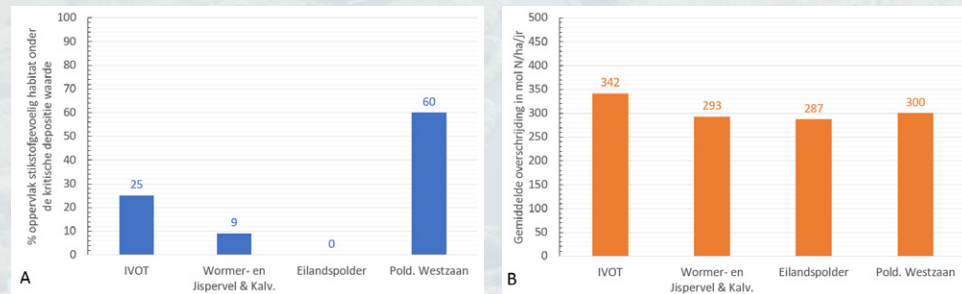 % oppervlak stikstofgevoelig habitat onder
de kritische depositie waarde
100
90
80
70
60
50
40
30
20
10
0
25
9
0
60
IVOT
Wormer- en
Jispervel & Kalv.
Eilandspolder
Pold. Westzaan
A
Gemiddelde overschrijding in mol N/ha/jr
500
450
400
350
300
250
200
150
100
50
0
342
293
287
300
IVOT
Wormer- en
Jispervel & Kalv.
Eilandspolder
Pold. Westzaan
B